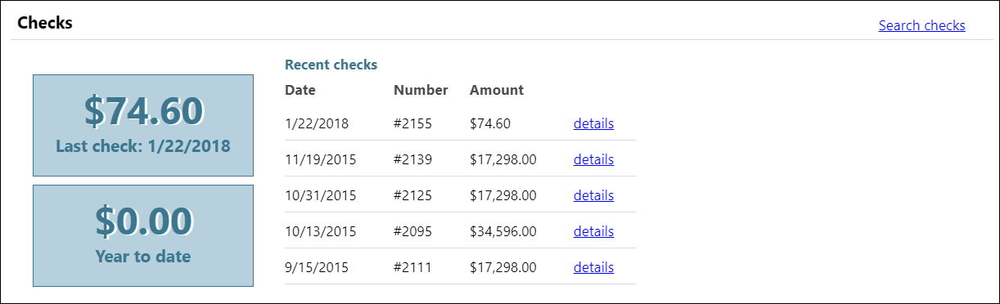 Checks
Search checks
$74.60
Last check: 1/22/2018
$0.00
Year to date
Recent checks
Date Number Amount
1/22/2018 #2155 $74.60 details
11/19/2015 #2139 $17,298.00 details
10/31/2015 #2125 $17,298.00 details
10/13/2015 #2095 $34,596.00 details
9/15/2015 #2111 $17,298.00 details